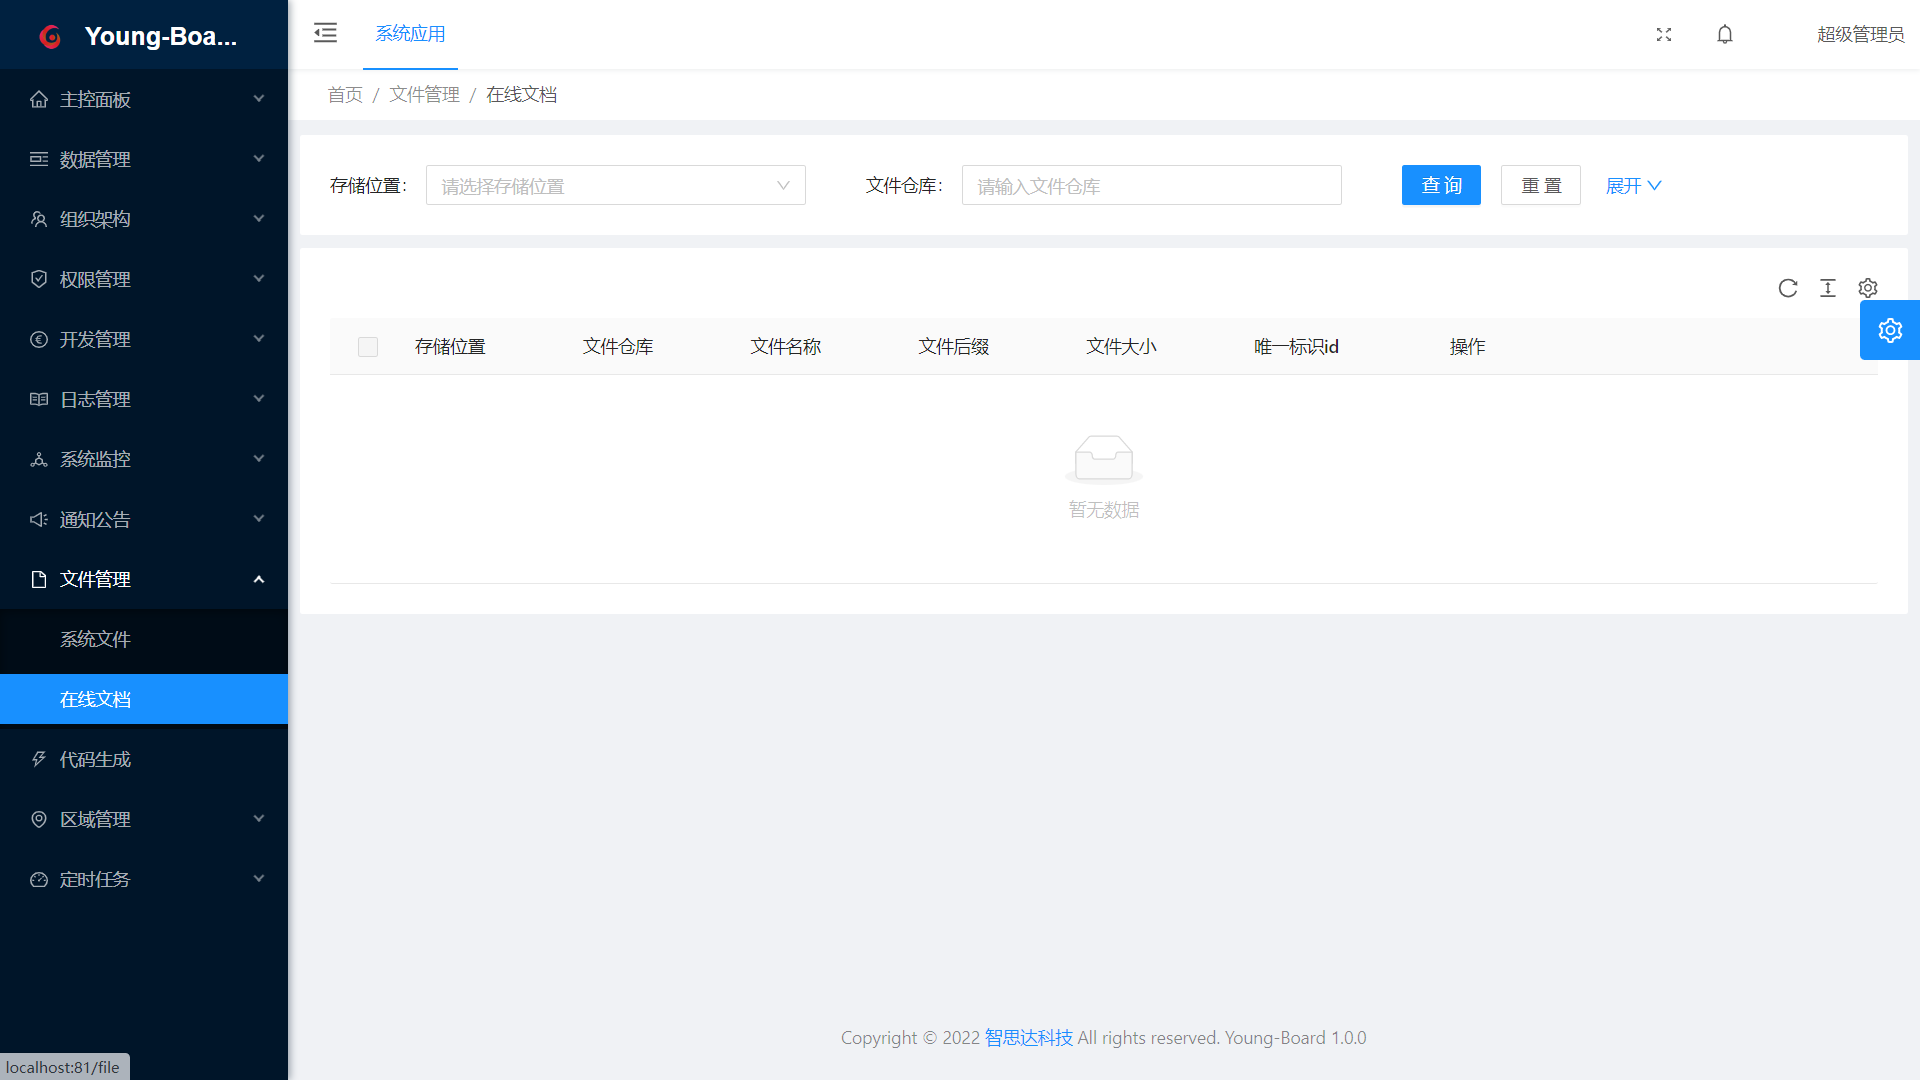 Young-Boa...
主控面板
数据管理
组织架构
权限管理
开发管理
日志管理
系统监控
通知公告
文件管理
系统文件
在线文档
代码生成
区域管理
定时任务
localhost:81/file
系统应用
超级管理员
首页 / 文件管理 / 在线文档
存储位置： 请选择存储位置 文件仓库： 请输入文件仓库 查 询 重 置 展开
存储位置 文件仓库 文件名称 文件后缀 文件大小 唯一标识id 操作
暂无数据
Copyright © 2022 智思达科技 All rights reserved. Young-Board 1.0.0